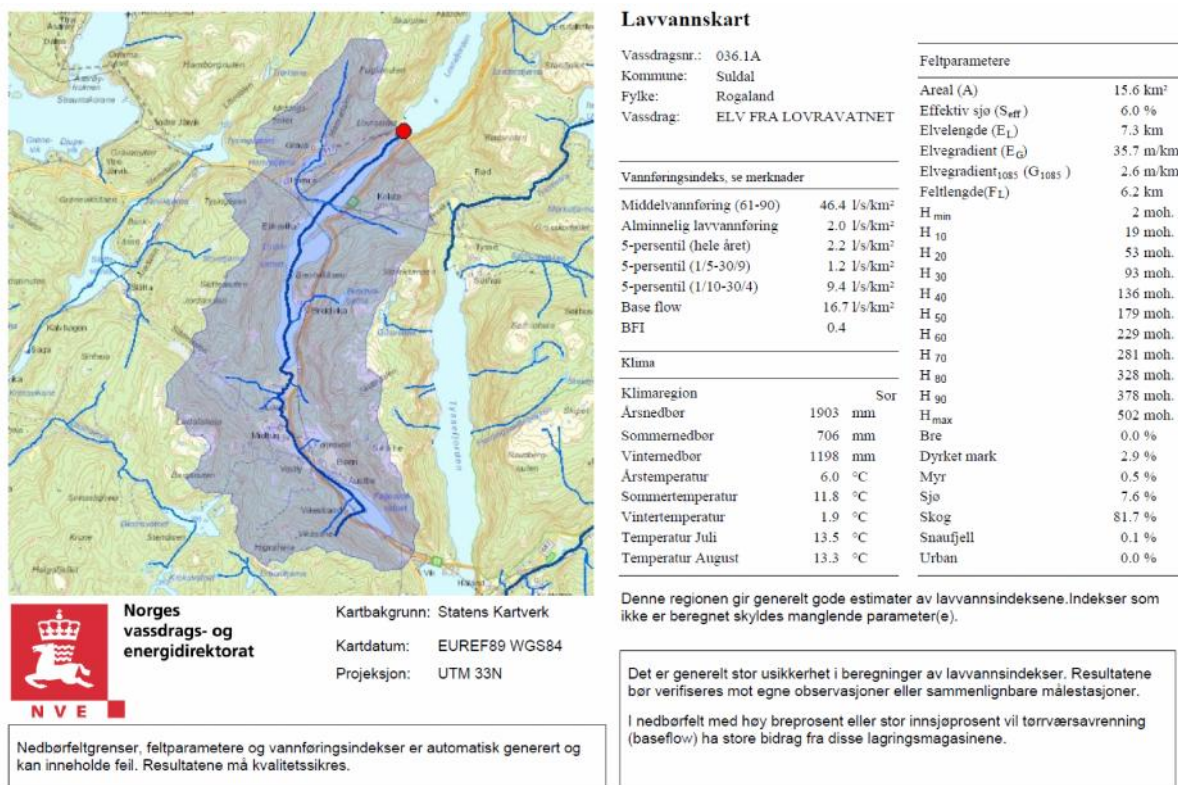 Lavvannskart
Vassdragsnr.: 036.1A
Kommune: Suldal
Fylke: Rogaland
Vassdrag: ELV FRA LOVRAVATNET
Vannføringsindeks, se merknader
Middelvannføring (61-90) 46.4 l/s/km²
Alminnelig lavvannføring 2.0 l/s/km²
5-persentil (hele året) 2.2 l/s/km²
5-persentil (1/5-30/9) 1.2 l/s/km²
5-persentil (1/10-30/4) 9.4 l/s/km²
Base flow 16.7 l/s/km²
BFI 0.4
Klima
Klimaregion Sor
Årsnedbør 1903 mm
Sommernedbør 706 mm
Vinternedbør 1198 mm
Årstemperatur 6.0 °C
Sommertemperatur 11.8 °C
Vintertemperatur 1.9 °C
Temperatur Juli 13.5 °C
Temperatur August 13.3 °C
Feltparametere
Areal (A) 15.6 km²
Effektiv sjø (Seff) 6.0 %
Elvelengde (EL) 7.3 km
Elvegradient (EG) 35.7 m/km
Elvegradient1085 (G1085) 2.6 m/km
Feltlengde(FL) 6.2 km
H min 2 moh.
H 10 19 moh.
H 20 53 moh.
H 30 93 moh.
H 40 136 moh.
H 50 179 moh.
H 60 229 moh.
H 70 281 moh.
H 80 328 moh.
H 90 378 moh.
H max 502 moh.
Bre 0.0 %
Dyrket mark 2.9 %
Myr 0.5 %
Sjø 7.6 %
Skog 81.7 %
Snaufjell 0.1 %
Urban 0.0 %
Denne regionen gir generelt gode estimater av lavvannsindeksene.Indekser som
ikke er beregnet skyldes manglende parameter(e).
Det er generelt stor usikkerhet i beregninger av lavvannsindekser. Resultatene
bør verifiseres mot egne observasjoner eller sammenlignbare målestasjoner.
I nedbørfelt med høy breprosent eller stor innsjøprosent vil tørrværsavrenning
(baseflow) ha store bidrag fra disse lagringsmagasinene.
Norges
vassdrags- og
energidirektorat
NVE
Kartbakgrunn: Statens Kartverk
Kartdatum: EUREF89 WGS84
Projeksjon: UTM 33N
Nedbørfeltgrenser, feltparametere og vannføringsindekser er automatisk generert og
kan inneholde feil. Resultatene må kvalitetssikres.